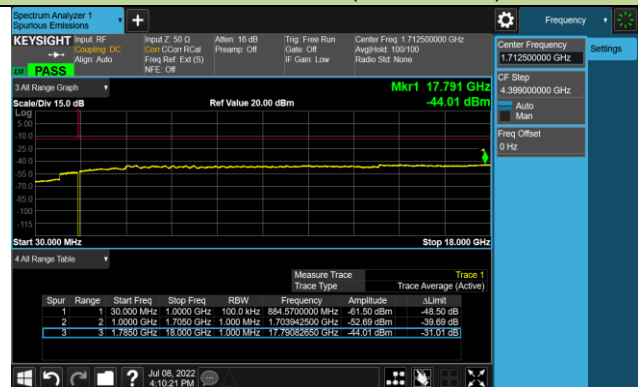 Spectrum Analyzer 1
Spurious Emissions
+
Frequency
KEYSIGHT
Input: RF
Coupling: DC
Align: Auto
Input Z: 50 Ω
Corr CCorr RCal
Freq Ref: Ext (S)
NFE: Off
Atten: 16 dB
Preamp: Off
Trig: Free Run
Gate: Off
IF Gain: Low
Center Freq: 1.712500000 GHz
Avg|Hold: 100/100
Radio Std: None
PASS
Center Frequency
1.712500000 GHz
Settings
CF Step
4.399000000 GHz
Auto
Man
Freq Offset
0 Hz
3 All Range Graph
Mkr1 17.791 GHz
Scale/Div 15.0 dB
Ref Value 20.00 dBm
-44.01 dBm
Log
5.00
-10.0
-25.0
-40.0
-55.0
-70.0
-85.0
-100
-115
1
Start 30.000 MHz
Stop 18.000 GHz
4 All Range Table
Measure Trace Trace 1
Trace Type Trace Average (Active)
Spur Range Start Freq Stop Freq RBW Frequency Amplitude ΔLimit
1 1 30.000 MHz 1.0000 GHz 100.0 kHz 884.5700000 MHz -61.50 dBm -48.50 dB
2 2 1.0000 GHz 1.7050 GHz 1.000 MHz 1.703942500 GHz -52.69 dBm -39.69 dB
3 3 1.7850 GHz 18.000 GHz 1.000 MHz 17.79082650 GHz -44.01 dBm -31.01 dB
?
Jul 08, 2022
4:10:21 PM